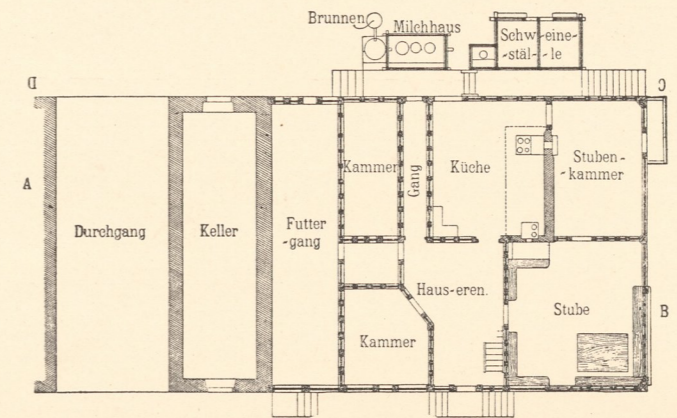 Brunnen
Milchhaus
Schw eine-
-stäl- le
D
C
A
Kammer
Gang
Küche
Stuben-
-kammer
Durchgang
Keller
Futter
-gang
Haus-eren.
Stube
B
Kammer